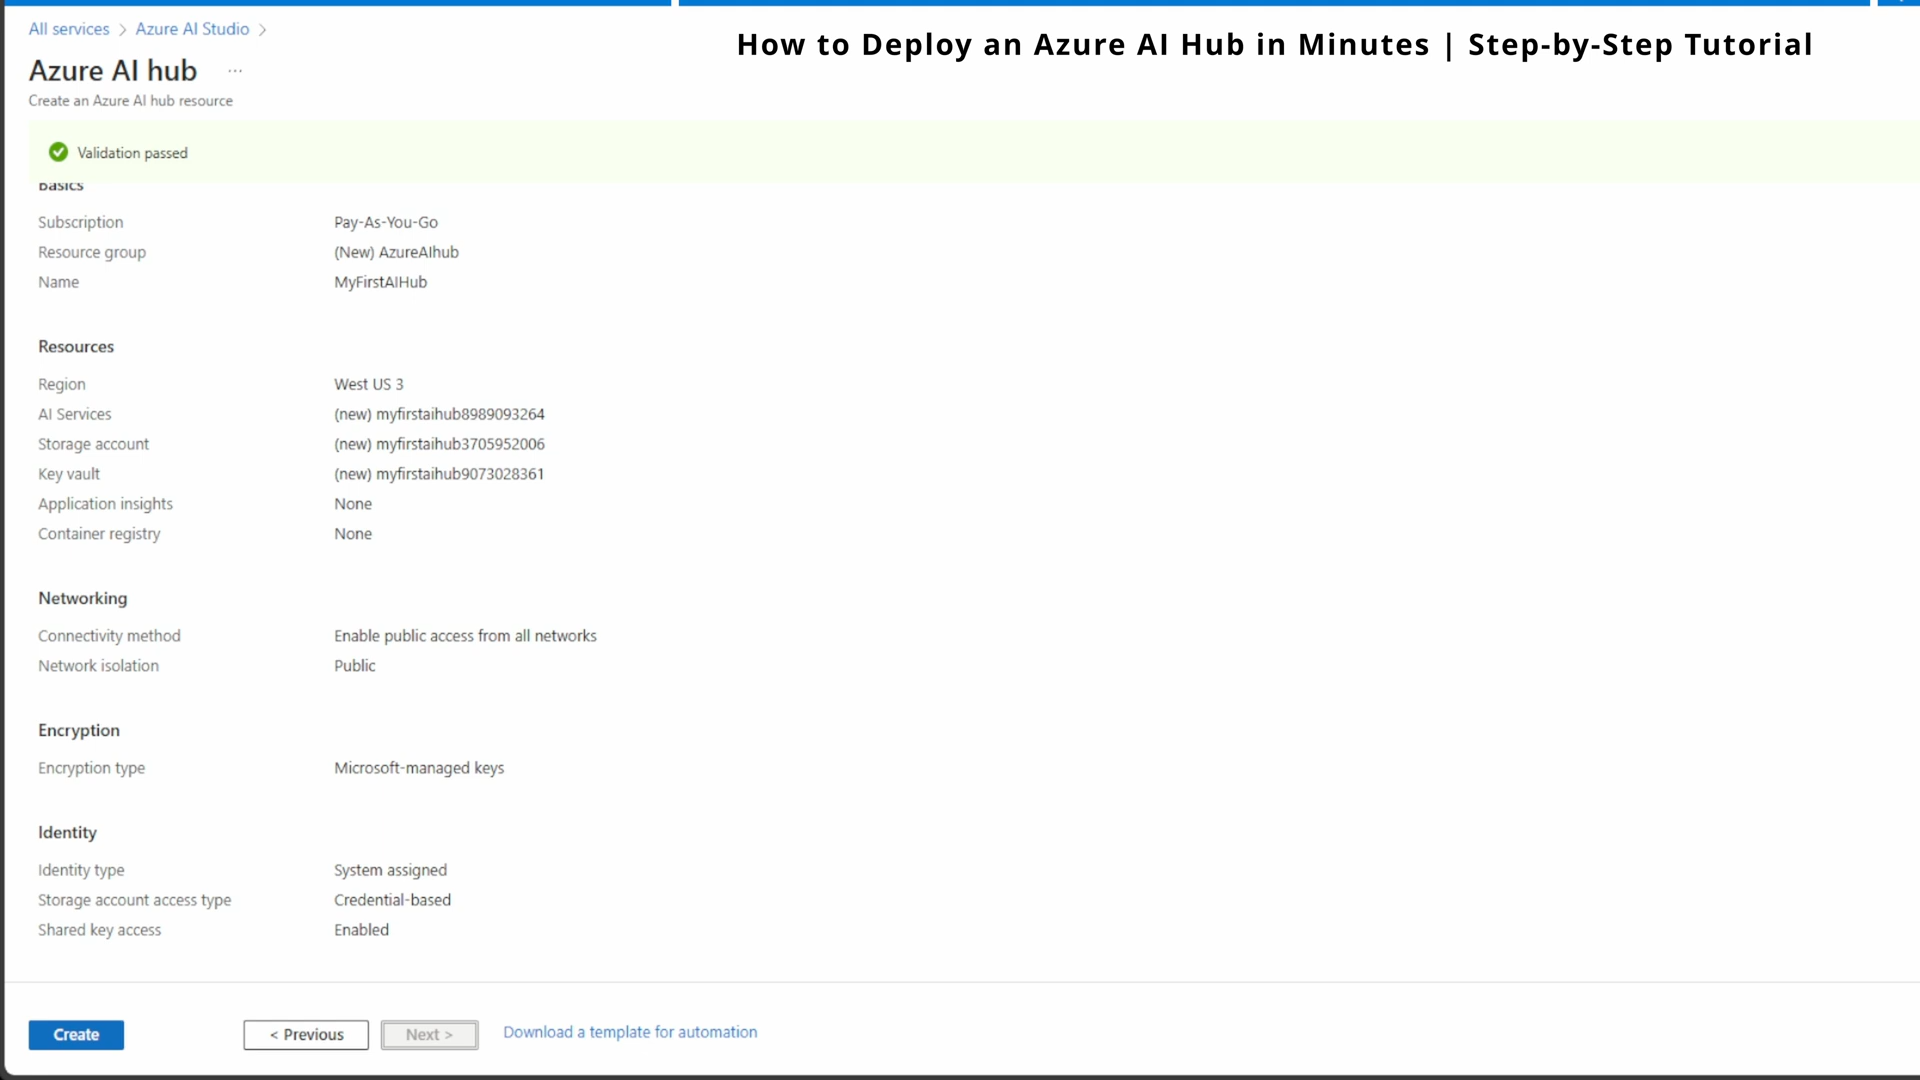 All services > Azure AI Studio >
How to Deploy an Azure AI Hub in Minutes | Step-by-Step Tutorial
Azure AI hub ...
Create an Azure AI hub resource
Validation passed
Basics
Subscription Pay-As-You-Go
Resource group (New) AzureAIhub
Name MyFirstAIHub
Resources
Region West US 3
AI Services (new) myfirstaihub8989093264
Storage account (new) myfirstaihub3705952006
Key vault (new) myfirstaihub9073028361
Application insights None
Container registry None
Networking
Connectivity method Enable public access from all networks
Network isolation Public
Encryption
Encryption type Microsoft-managed keys
Identity
Identity type System assigned
Storage account access type Credential-based
Shared key access Enabled
Create < Previous Next > Download a template for automation